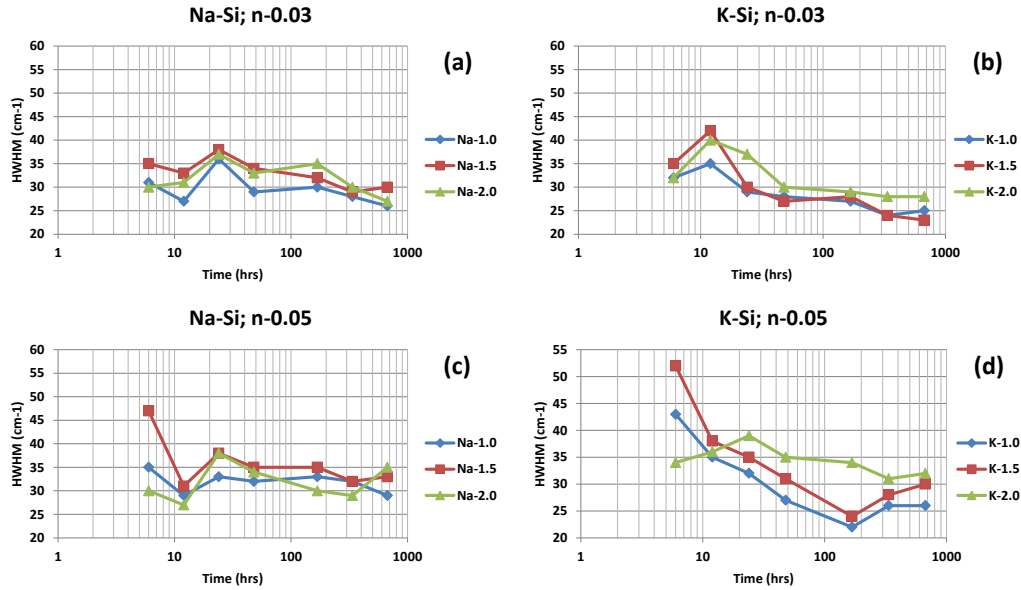 Na-Si; n-0.03
(a)
HWHM (cm-1)
60
55
50
45
40
35
30
25
20
1 10 100 1000
Time (hrs)
Na-1.0
Na-1.5
Na-2.0
K-Si; n-0.03
(b)
HWHM (cm-1)
60
55
50
45
40
35
30
25
20
1 10 100 1000
Time (hrs)
K-1.0
K-1.5
K-2.0
Na-Si; n-0.05
(c)
HWHM (cm-1)
60
55
50
45
40
35
30
25
20
1 10 100 1000
Time (hrs)
Na-1.0
Na-1.5
Na-2.0
K-Si; n-0.05
(d)
HWHM (cm-1)
55
50
45
40
35
30
25
20
1 10 100 1000
Time (hrs)
K-1.0
K-1.5
K-2.0